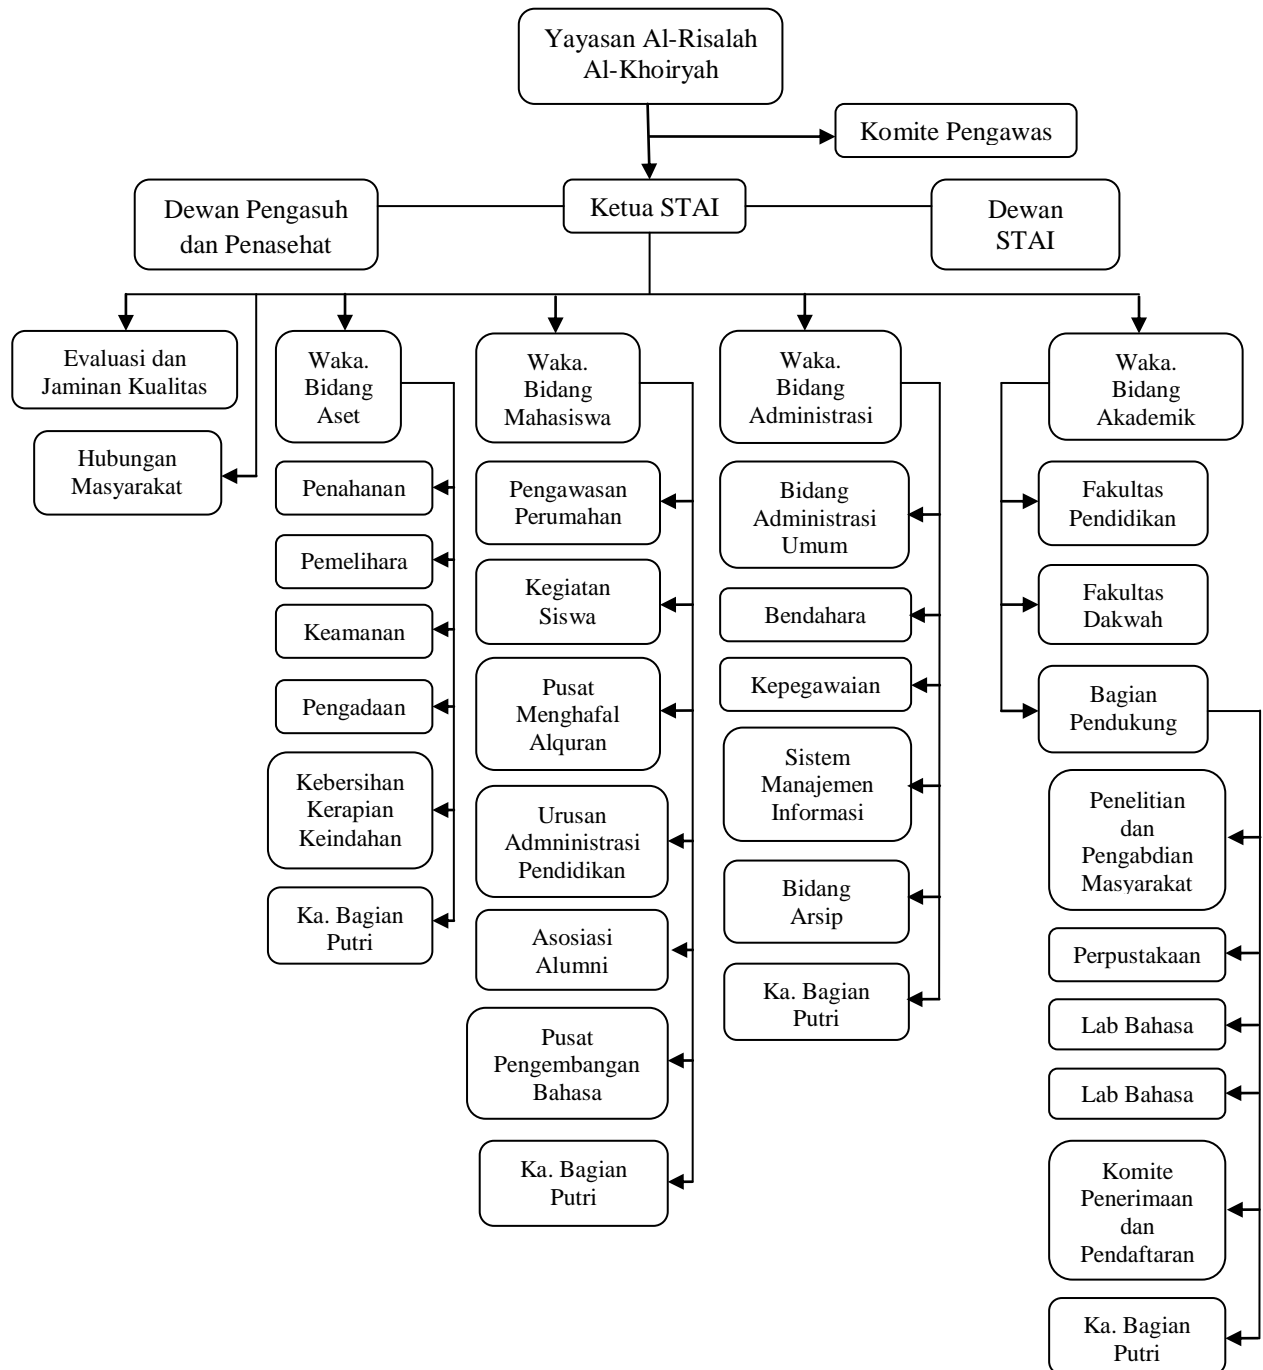 Yayasan Al-Risalah
Al-Khoiryah
Komite Pengawas
Dewan Pengasuh
dan Penasehat
Ketua STAI
Dewan
STAI
Evaluasi dan
Jaminan Kualitas
Hubungan
Masyarakat
Waka.
Bidang
Aset
Penahanan
Pemelihara
Keamanan
Pengadaan
Kebersihan
Kerapian
Keindahan
Ka. Bagian
Putri
Waka.
Bidang
Mahasiswa
Pengawasan
Perumahan
Kegiatan
Siswa
Pusat
Menghafal
Alquran
Urusan
Admninistrasi
Pendidikan
Asosiasi
Alumni
Pusat
Pengembangan
Bahasa
Ka. Bagian
Putri
Waka.
Bidang
Administrasi
Bidang
Administrasi
Umum
Bendahara
Kepegawaian
Sistem
Manajemen
Informasi
Bidang
Arsip
Ka. Bagian
Putri
Waka.
Bidang
Akademik
Fakultas
Pendidikan
Fakultas
Dakwah
Bagian
Pendukung
Penelitian
dan
Pengabdian
Masyarakat
Perpustakaan
Lab Bahasa
Lab Bahasa
Komite
Penerimaan
dan
Pendaftaran
Ka. Bagian
Putri